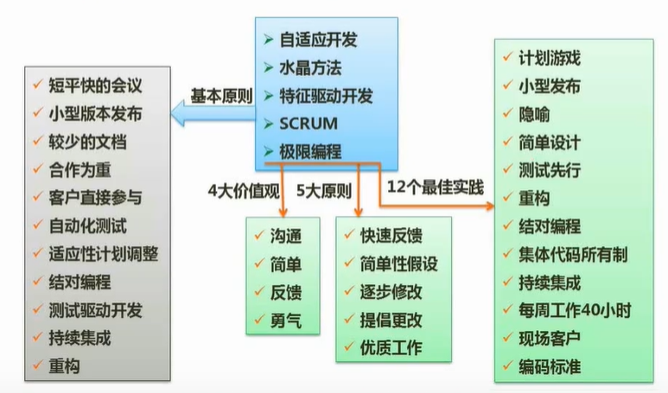 自适应开发
水晶方法
特征驱动开发
SCRUM
极限编程
基本原则
短平快的会议
小型版本发布
较少的文档
合作为重
客户直接参与
自动化测试
适应性计划调整
结对编程
测试驱动开发
持续集成
重构
4大价值观
沟通
简单
反馈
勇气
5大原则
快速反馈
简单性假设
逐步修改
提倡更改
优质工作
12个最佳实践
计划游戏
小型发布
隐喻
简单设计
测试先行
重构
结对编程
集体代码所有制
持续集成
每周工作40小时
现场客户
编码标准